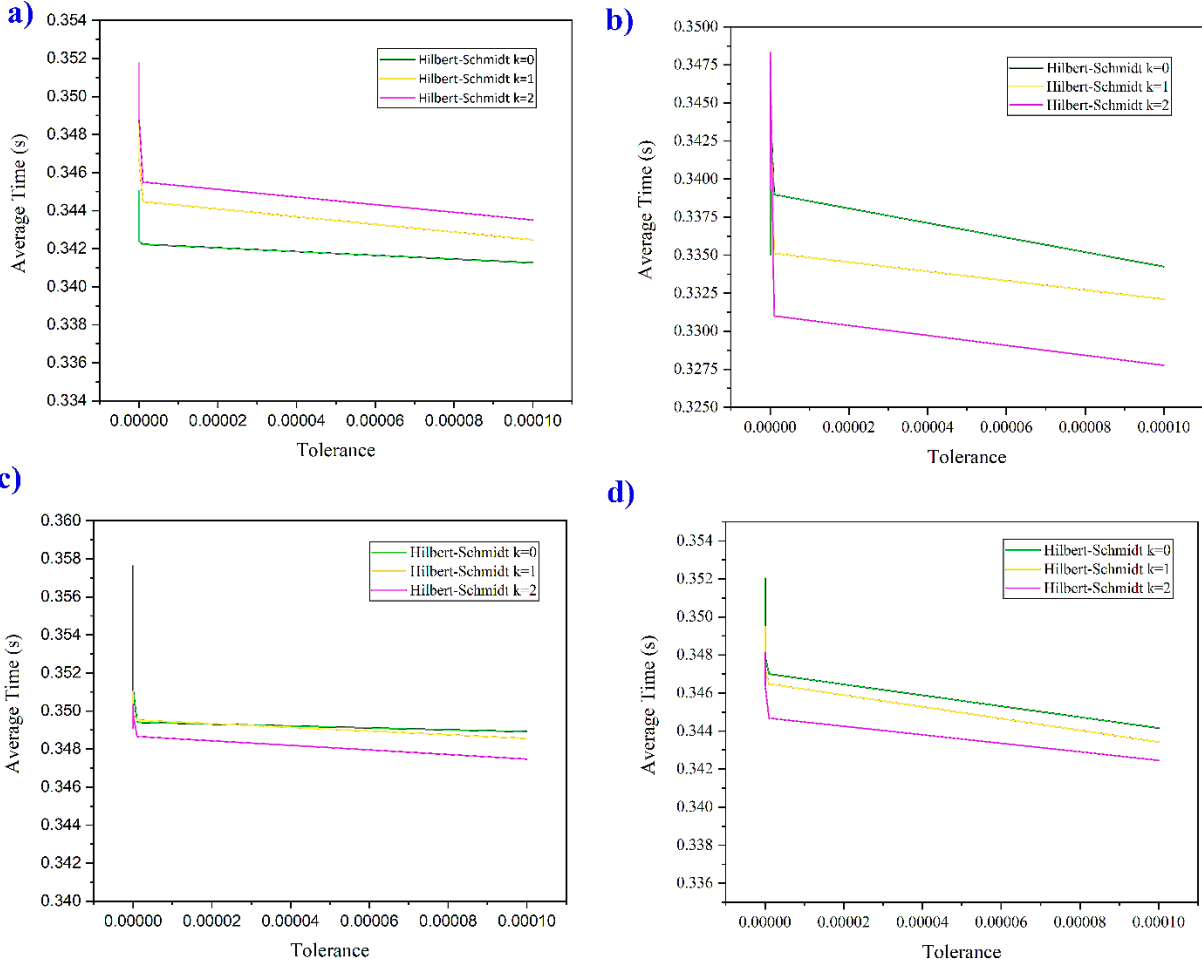 a)
0.354
0.352
0.350
0.348
0.346
0.344
0.342
0.340
0.338
0.336
0.334
Average Time (s)
Hilbert-Schmidt k=0
Hilbert-Schmidt k=1
Hilbert-Schmidt k=2
0.00000 0.00002 0.00004 0.00006 0.00008 0.00010
Tolerance
b)
0.3500
0.3475
0.3450
0.3425
0.3400
0.3375
0.3350
0.3325
0.3300
0.3275
0.3250
Average Time (s)
Hilbert-Schmidt k=0
Hilbert-Schmidt k=1
Hilbert-Schmidt k=2
0.00000 0.00002 0.00004 0.00006 0.00008 0.00010
Tolerance
c)
0.360
0.358
0.356
0.354
0.352
0.350
0.348
0.346
0.344
0.342
0.340
Average Time (s)
Hilbert-Schmidt k=0
Hilbert-Schmidt k=1
Hilbert-Schmidt k=2
0.00000 0.00002 0.00004 0.00006 0.00008 0.00010
Tolerance
d)
0.354
0.352
0.350
0.348
0.346
0.344
0.342
0.340
0.338
0.336
Average Time (s)
Hilbert-Schmidt k=0
Hilbert-Schmidt k=1
Hilbert-Schmidt k=2
0.00000 0.00002 0.00004 0.00006 0.00008 0.00010
Tolerance